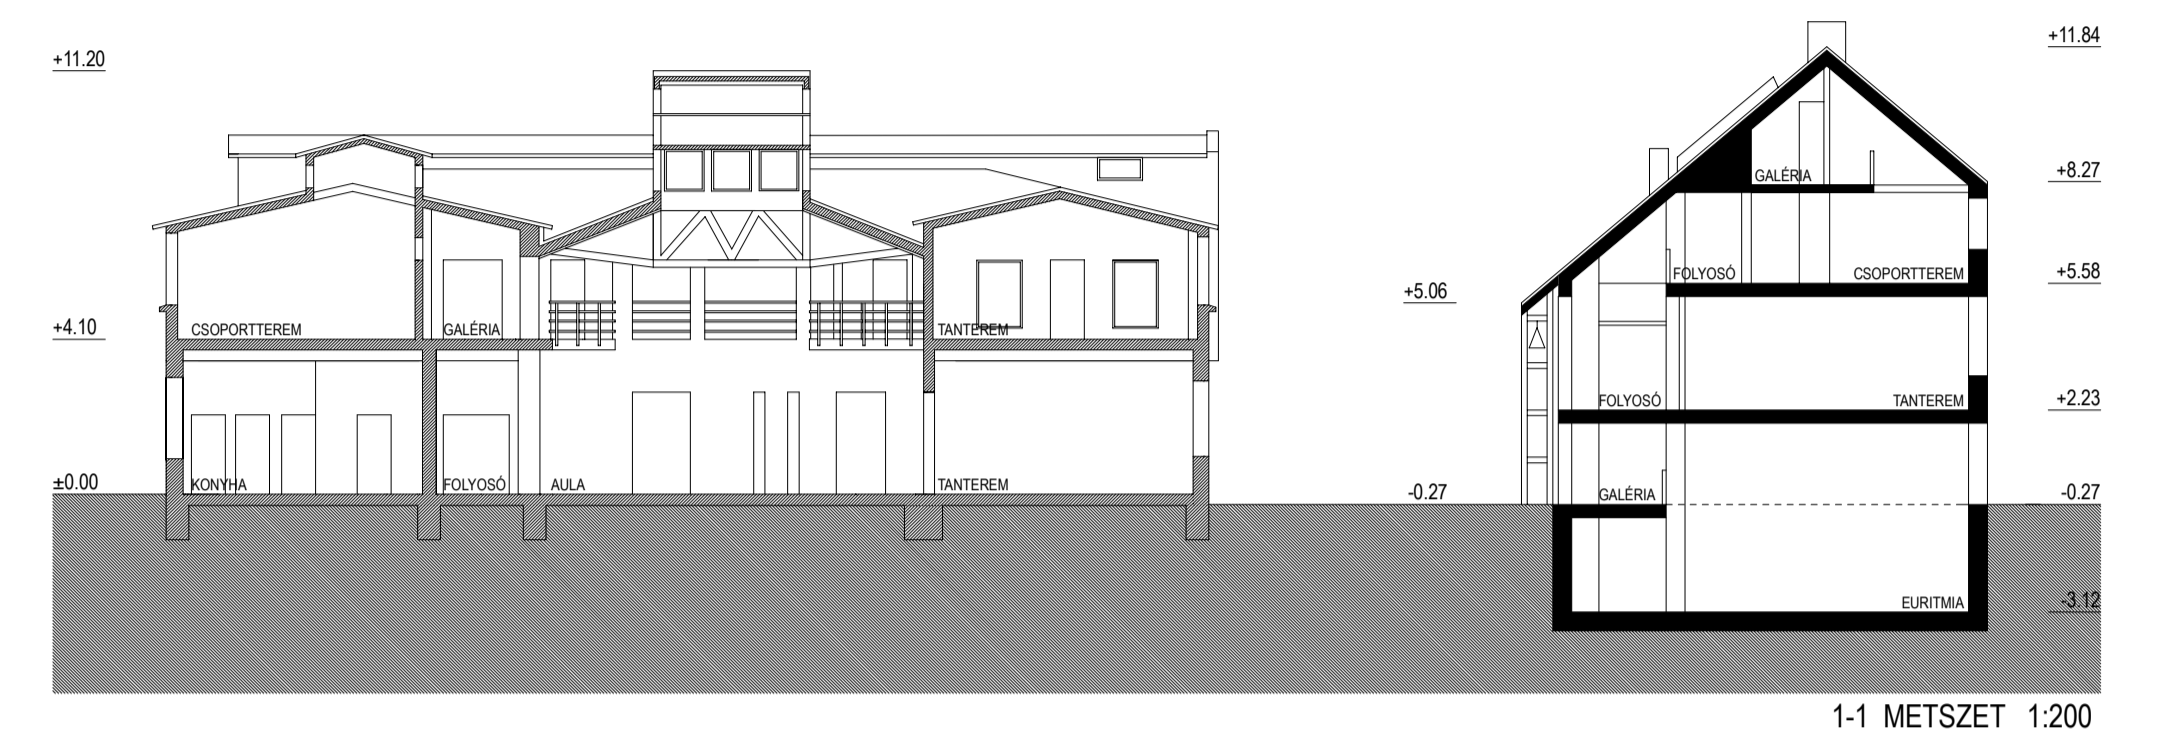 +11.20
+11.84
+8.27
GALÉRIA
+5.58
FOLYOSÓ CSOPORTTEREM
+5.06
+4.10
CSOPORTTEREM GALÉRIA TANTEREM
+2.23
FOLYOSÓ TANTEREM
±0.00
KONYHA FOLYOSÓ AULA TANTEREM
-0.27 -0.27
GALÉRIA
EURITMIA -3.12
1-1 METSZET 1:200